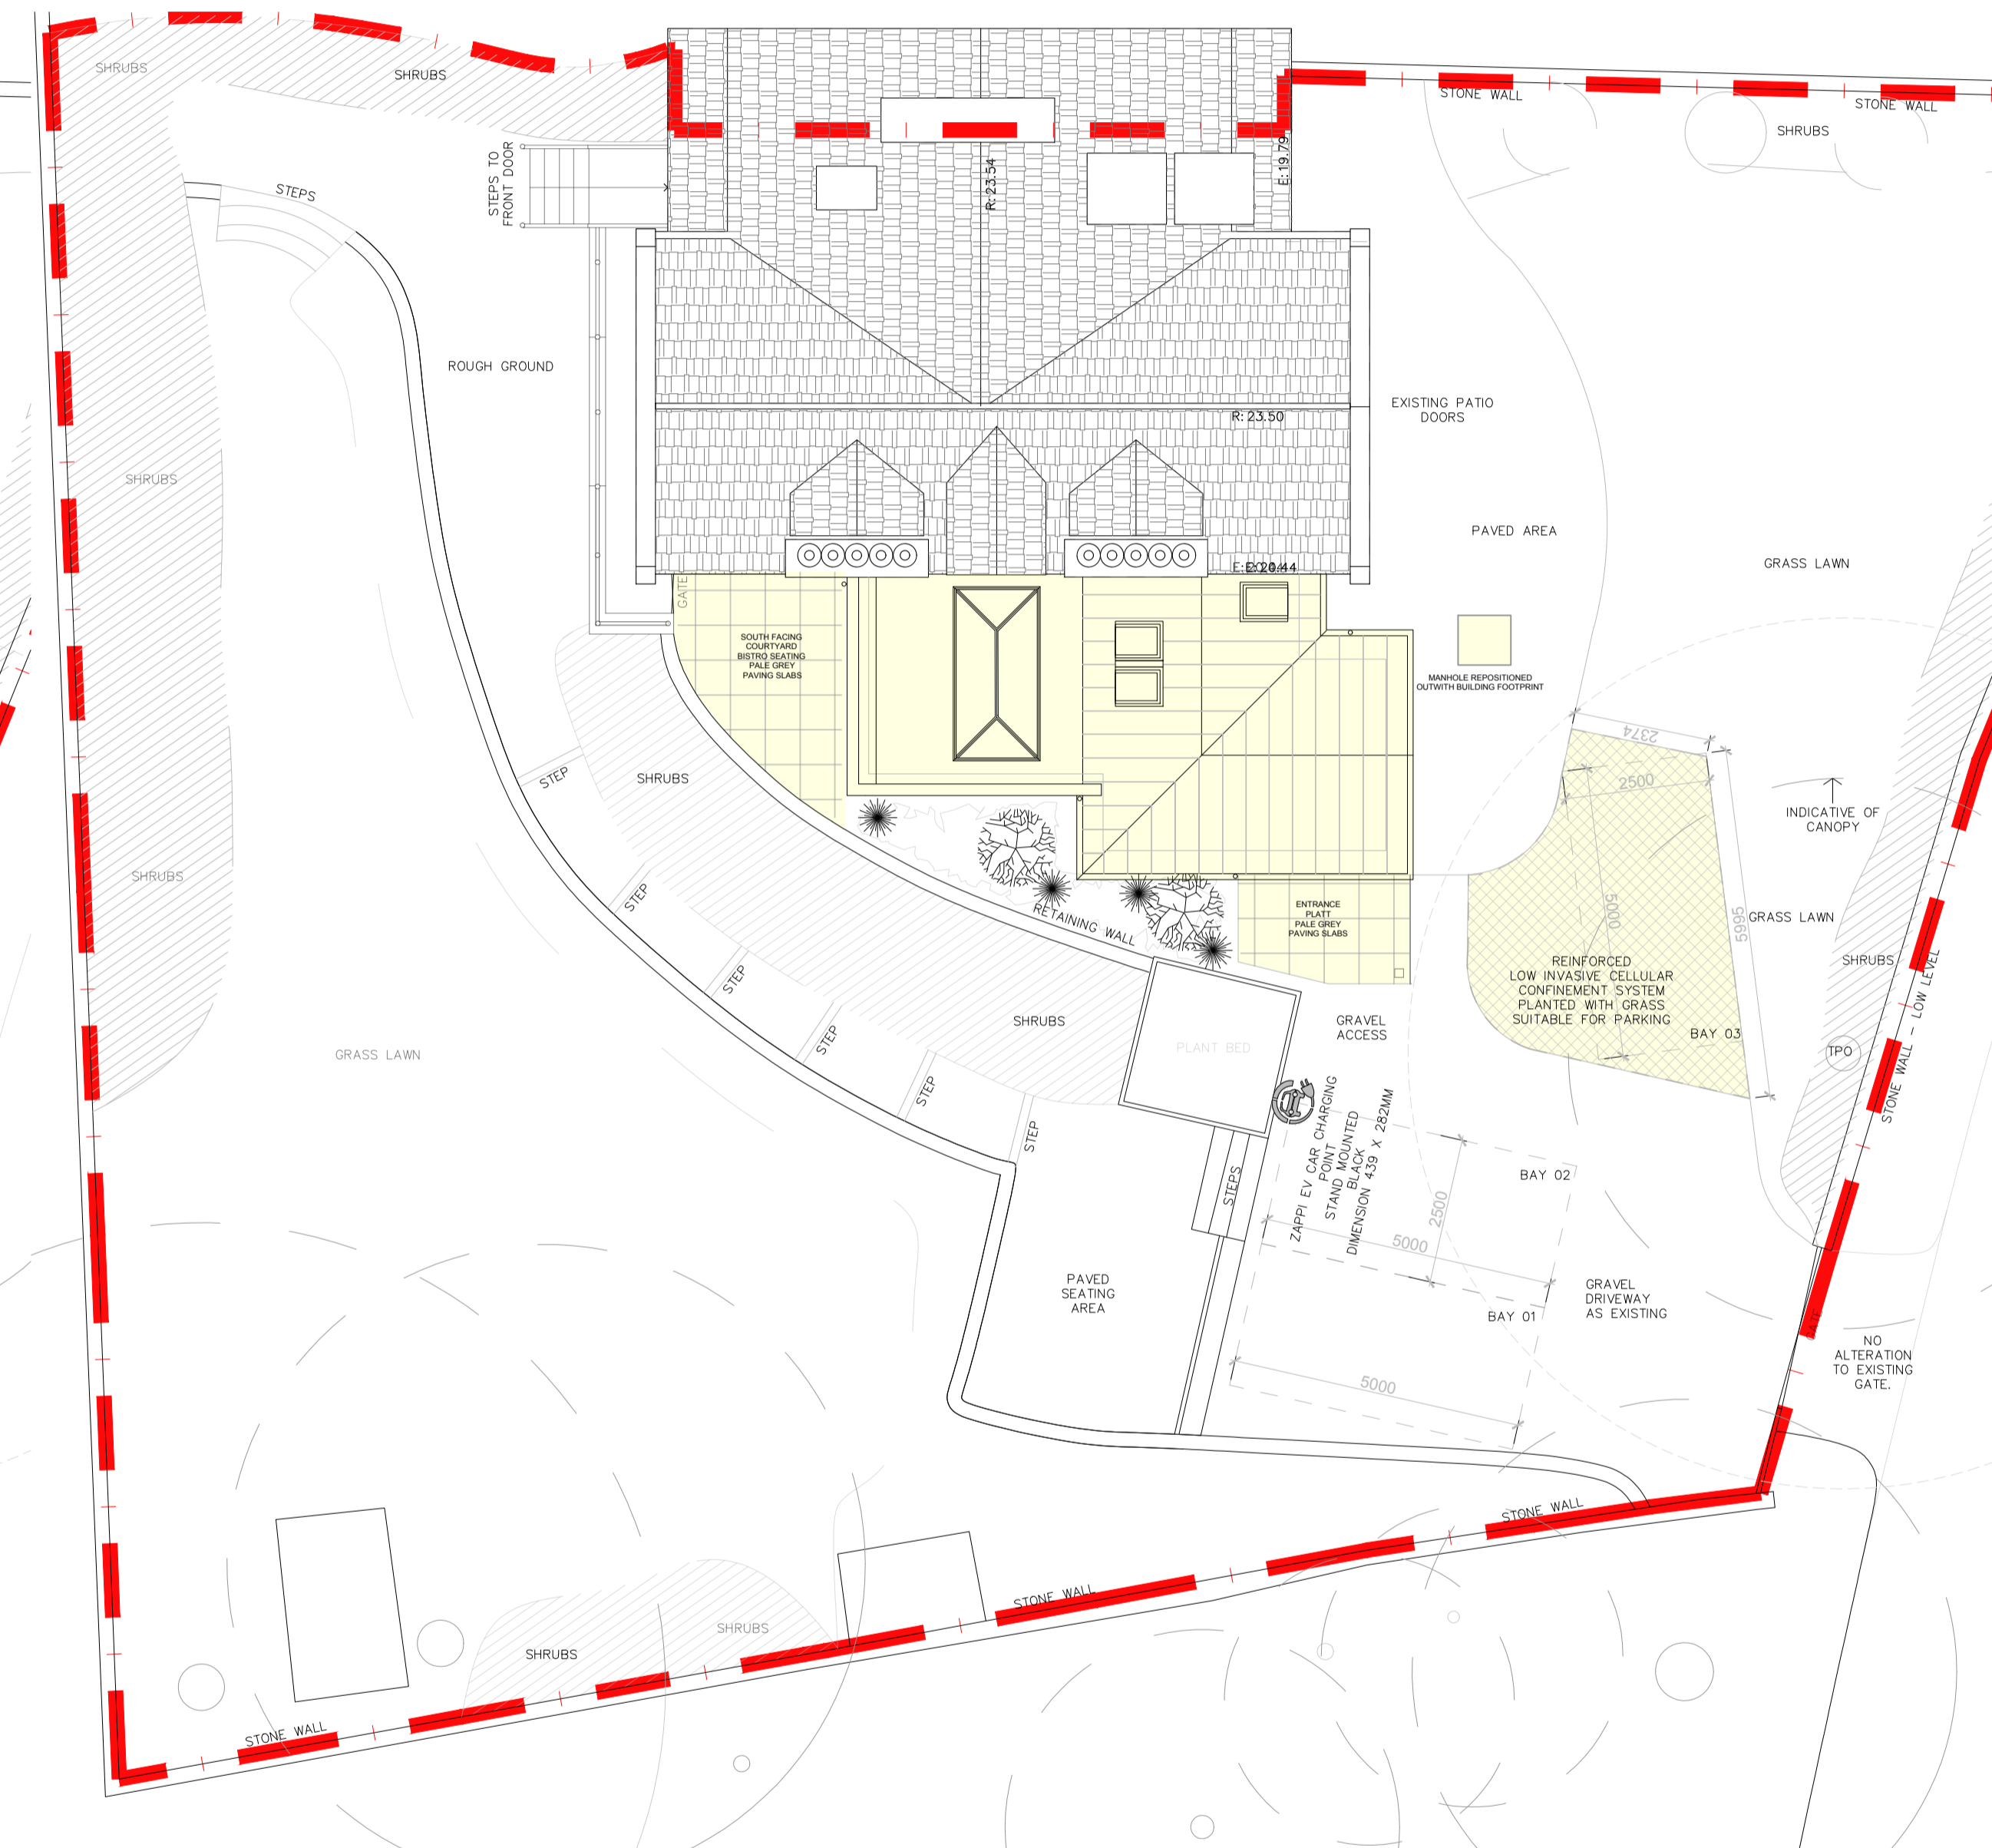 SHRUBS
SHRUBS
STONE WALL
STONE WALL
SHRUBS
STEPS TO
FRONT DOOR
R: 23.54
E: 19.79
STEPS
ROUGH GROUND
EXISTING PATIO
DOORS
R: 23.50
SHRUBS
PAVED AREA
GRASS LAWN
GATE
SOUTH FACING
COURTYARD
BISTRO SEATING
PALE GREY
PAVING SLABS
MANHOLE REPOSITIONED
OUTWITH BUILDING FOOTPRINT
2374
2500
STEP
SHRUBS
INDICATIVE OF
CANOPY
SHRUBS
STEP
RETAINING WALL
ENTRANCE
PLATT
PALE GREY
PAVING SLABS
5000
5995
GRASS LAWN
REINFORCED
LOW INVASIVE CELLULAR
CONFINEMENT SYSTEM
PLANTED WITH GRASS
SUITABLE FOR PARKING
SHRUBS
STONE WALL - LOW LEVEL
STEP
SHRUBS
GRAVEL
ACCESS
BAY 03
STEP
PLANT BED
TPO
GRASS LAWN
STEP
STEP
ZAPPI EV CAR CHARGING
POINT
STAND MOUNTED
BLACK
DIMENSION 439 X 282MM
STEPS
BAY 02
2500
5000
PAVED
SEATING
AREA
GRAVEL
DRIVEWAY
AS EXISTING
BAY 01
GATE
NO
ALTERATION
TO EXISTING
GATE.
5000
STONE WALL
STONE WALL
SHRUBS
SHRUBS
STONE WALL